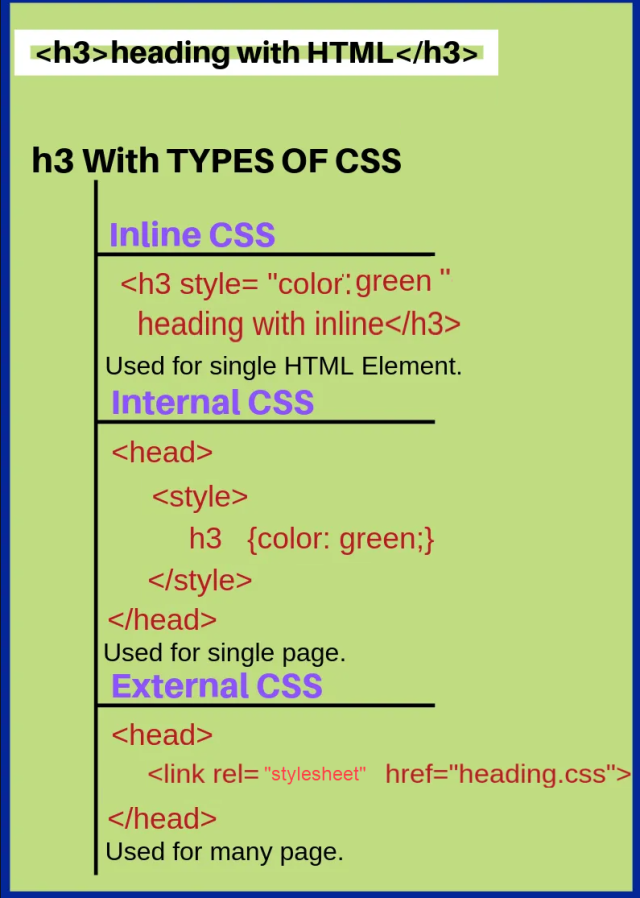 <h3>heading with HTML</h3>
h3 With TYPES OF CSS
Inline CSS
<h3 style= "color: green "
heading with inline</h3>
Used for single HTML Element.
Internal CSS
<head>
<style>
h3 {color: green;}
</style>
</head>
Used for single page.
External CSS
<head>
<link rel= "stylesheet" href="heading.css">
</head>
Used for many page.